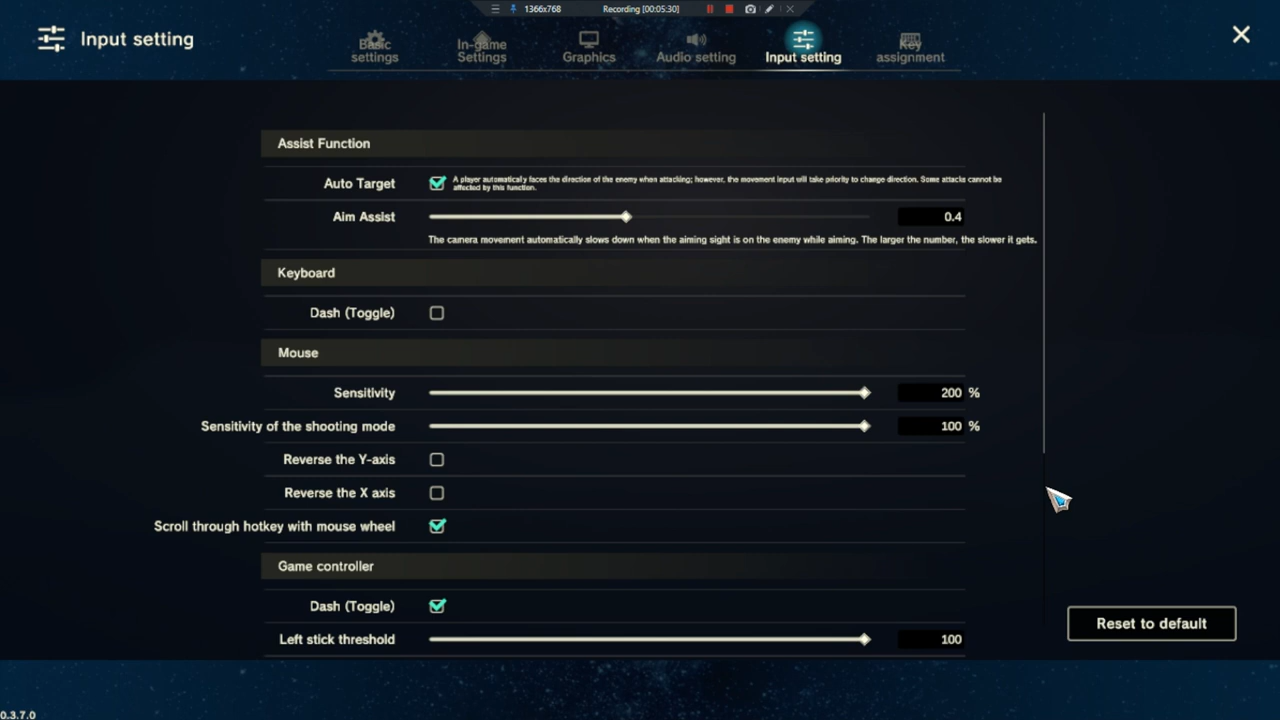 1366x768
Recording [00:05:30]
Input setting
Basic settings
In-game Settings
Graphics
Audio setting
Input setting
Key assignment
Assist Function
Auto Target
A player automatically faces the direction of the enemy when attacking; however, the movement input will take priority to change direction. Some attacks cannot be
affected by this function.
Aim Assist
0.4
The camera movement automatically slows down when the aiming sight is on the enemy while aiming. The larger the number, the slower it gets.
Keyboard
Dash (Toggle)
Mouse
Sensitivity
200 %
Sensitivity of the shooting mode
100 %
Reverse the Y-axis
Reverse the X axis
Scroll through hotkey with mouse wheel
Game controller
Dash (Toggle)
Left stick threshold
100
Reset to default
0.3.7.0